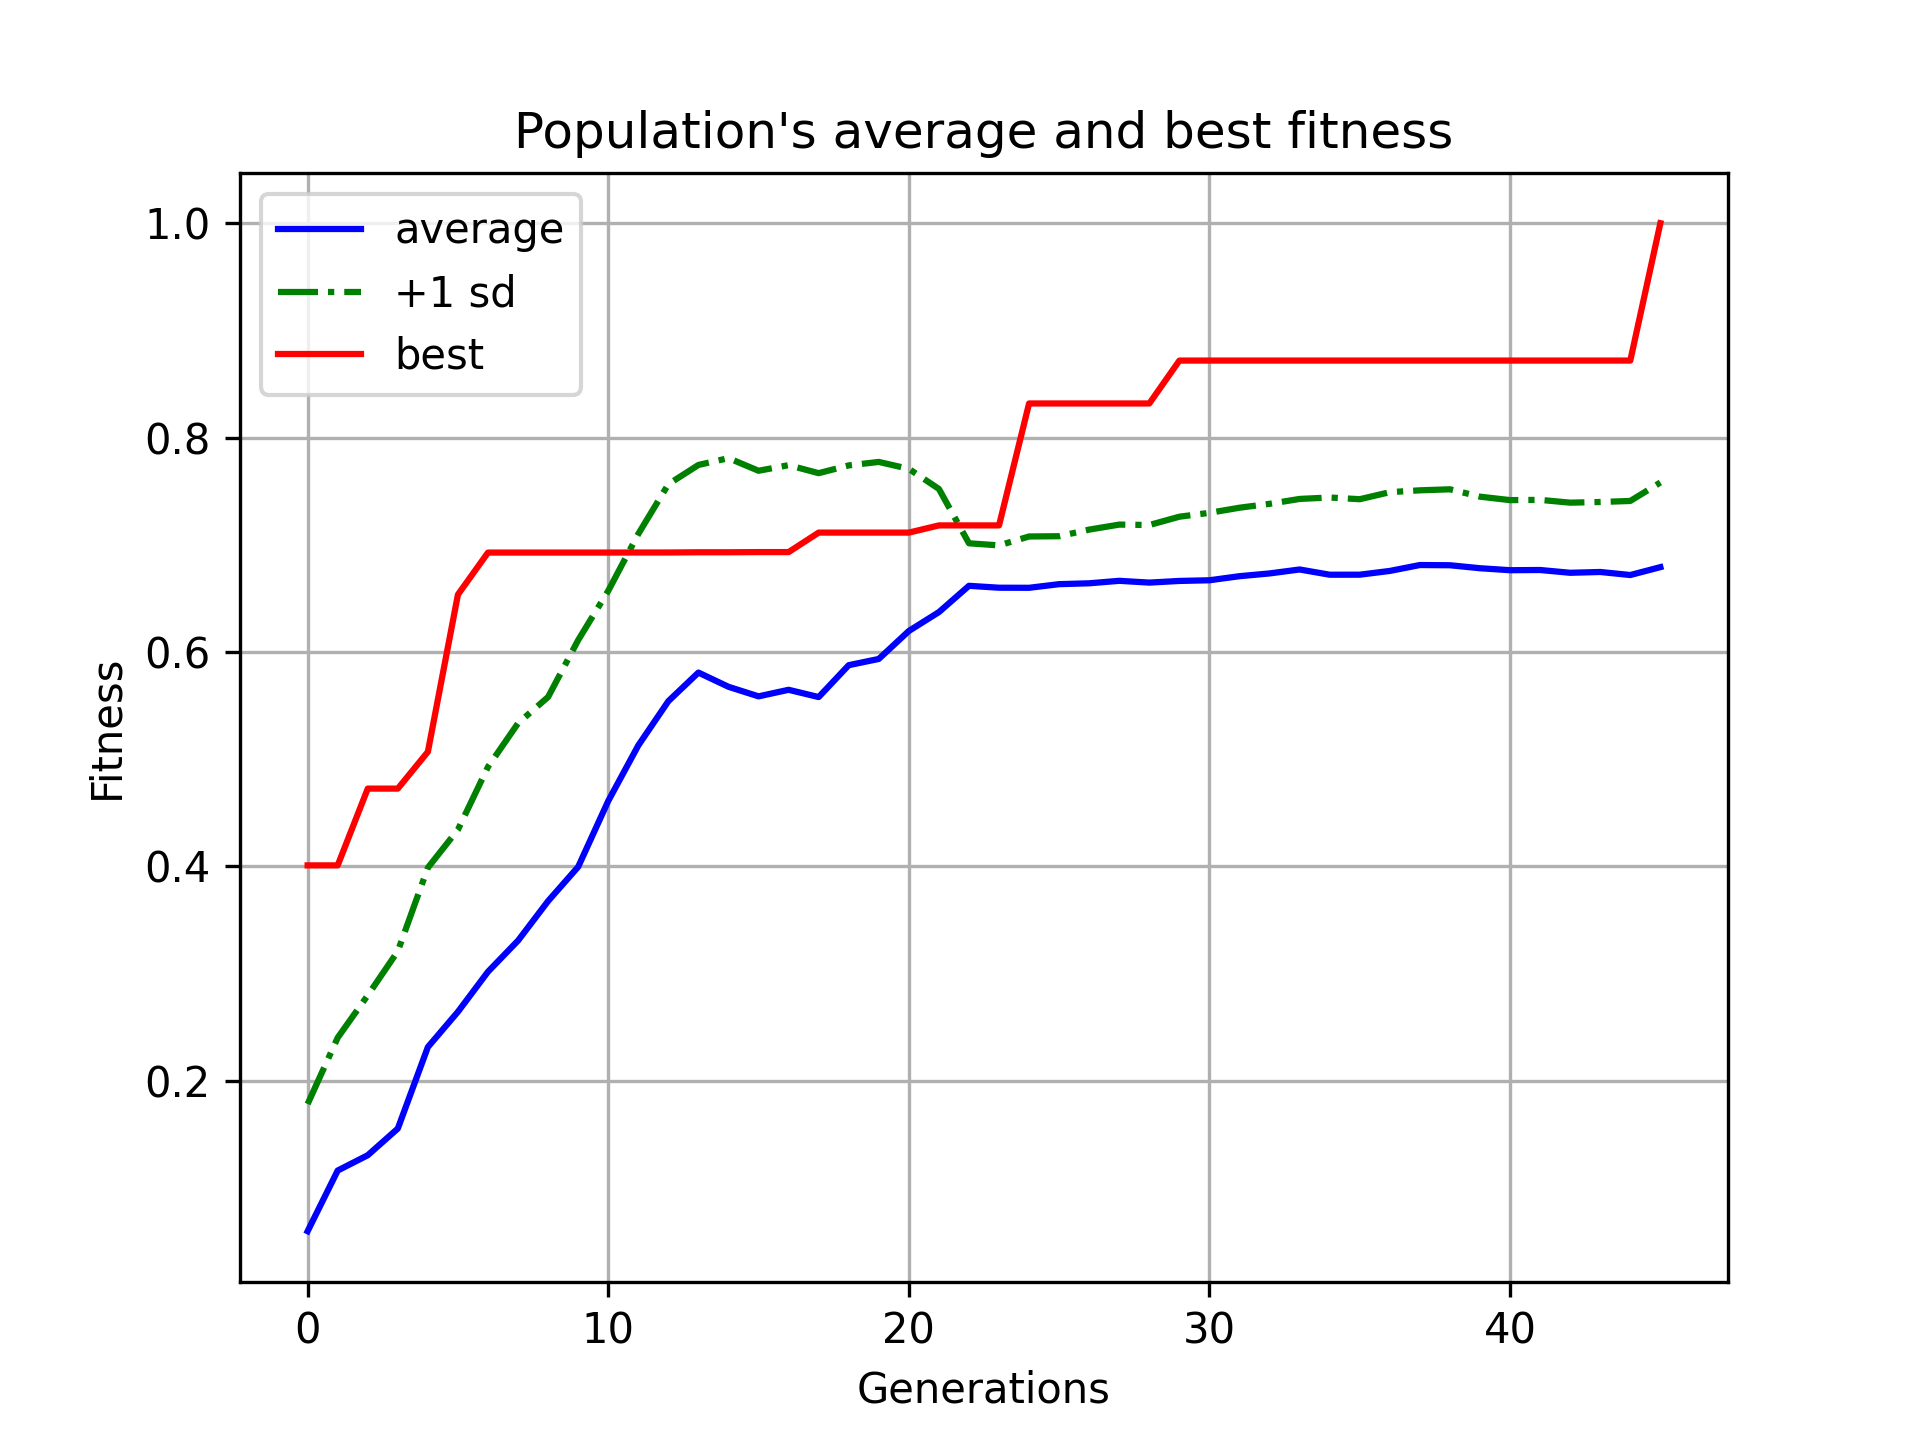 Population's average and best fitness
average
+1 sd
best
1.0
0.8
0.6
0.4
0.2
Fitness
0 10 20 30 40
Generations